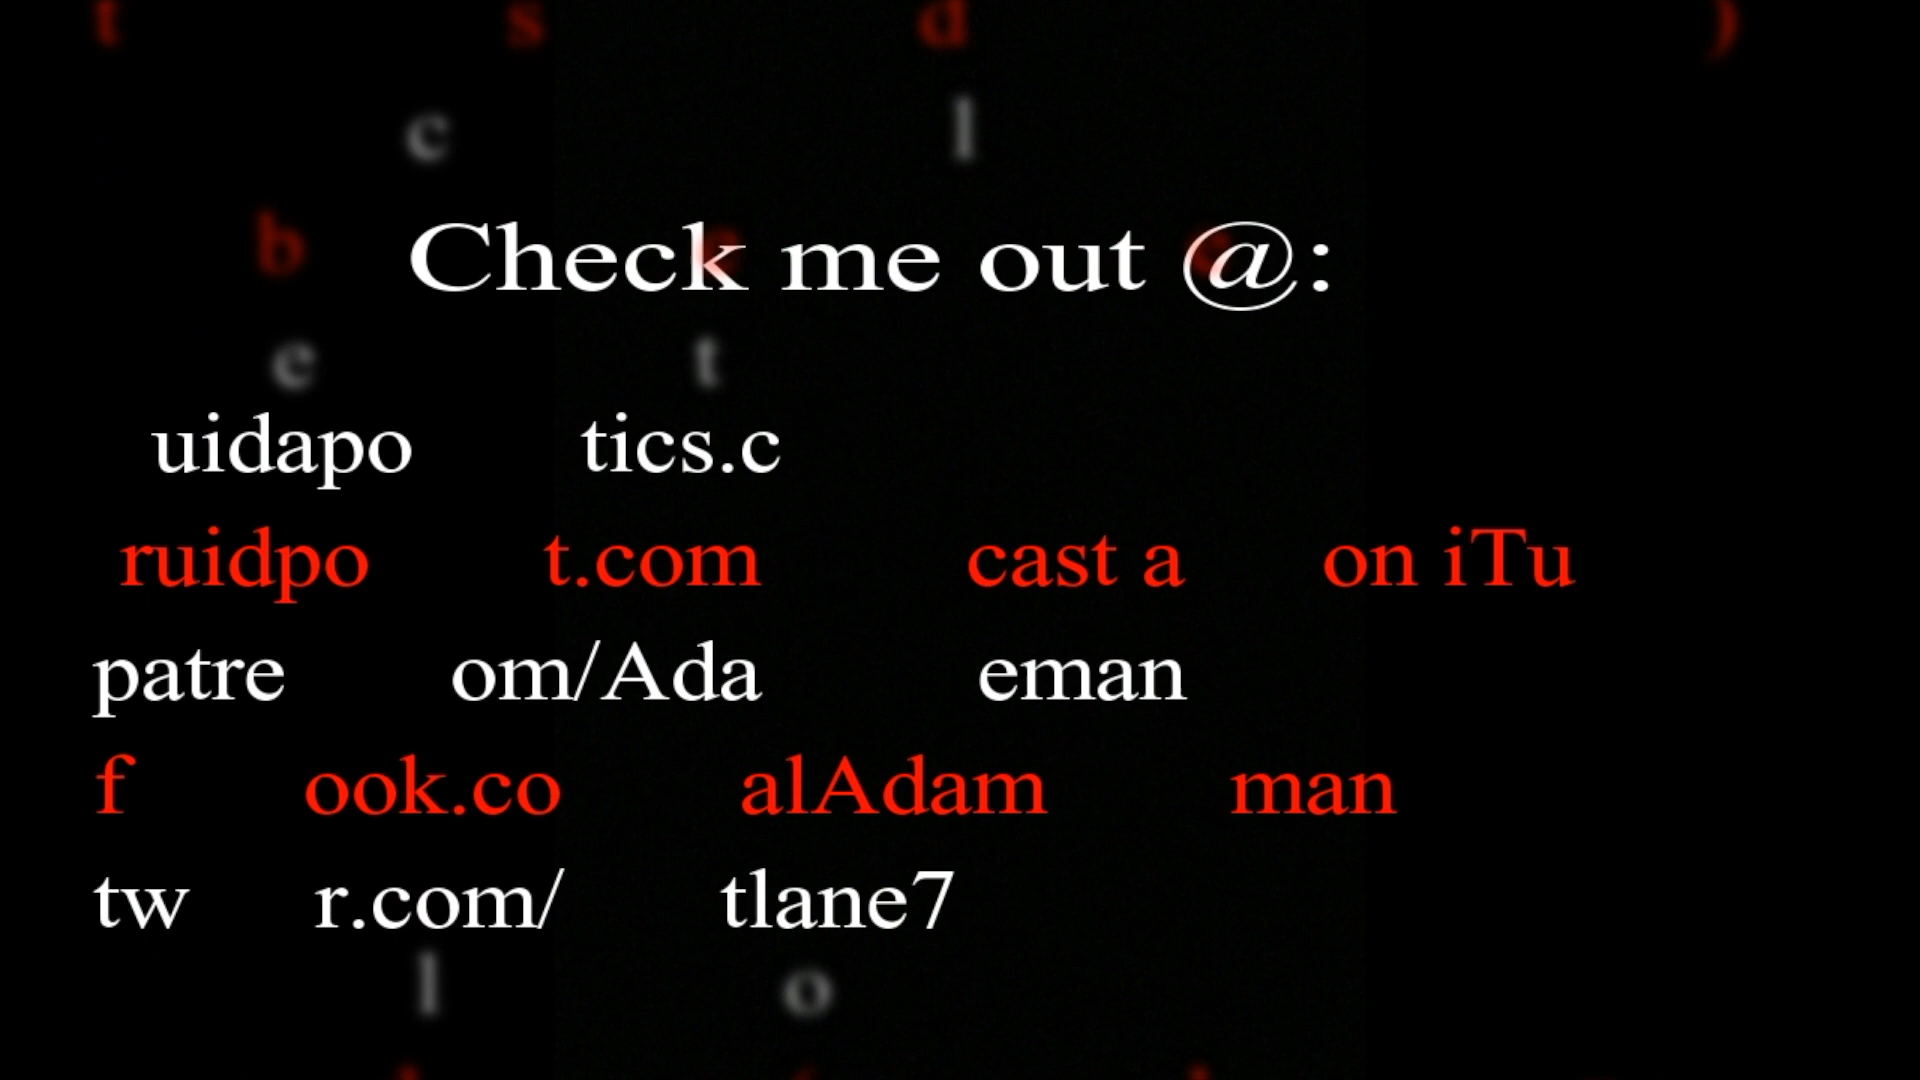 t s d )
c l
Check me out @:
b
e t
uidapo tics.c
ruidpo t.com cast a on iTu
patre om/Ada eman
f ook.co alAdam man
tw r.com/ tlane7
l o